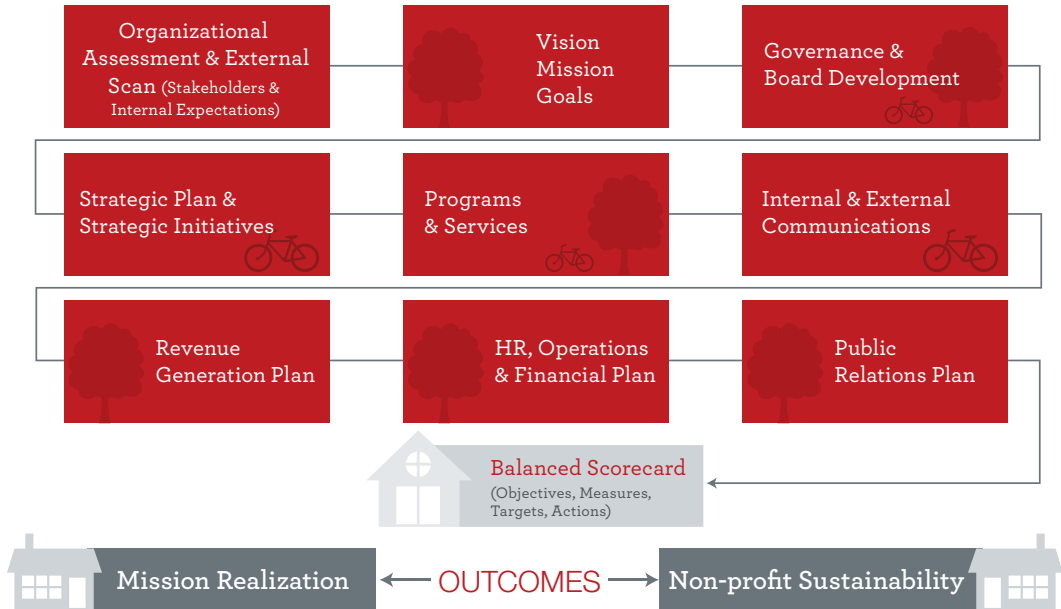 Organizational
Assessment & External
Scan (Stakeholders &
Internal Expectations)
Vision
Mission
Goals
Governance &
Board Development
Strategic Plan &
Strategic Initiatives
Programs
& Services
Internal & External
Communications
Revenue
Generation Plan
HR, Operations
& Financial Plan
Public
Relations Plan
Balanced Scorecard
(Objectives, Measures,
Targets, Actions)
Mission Realization
OUTCOMES
Non-profit Sustainability